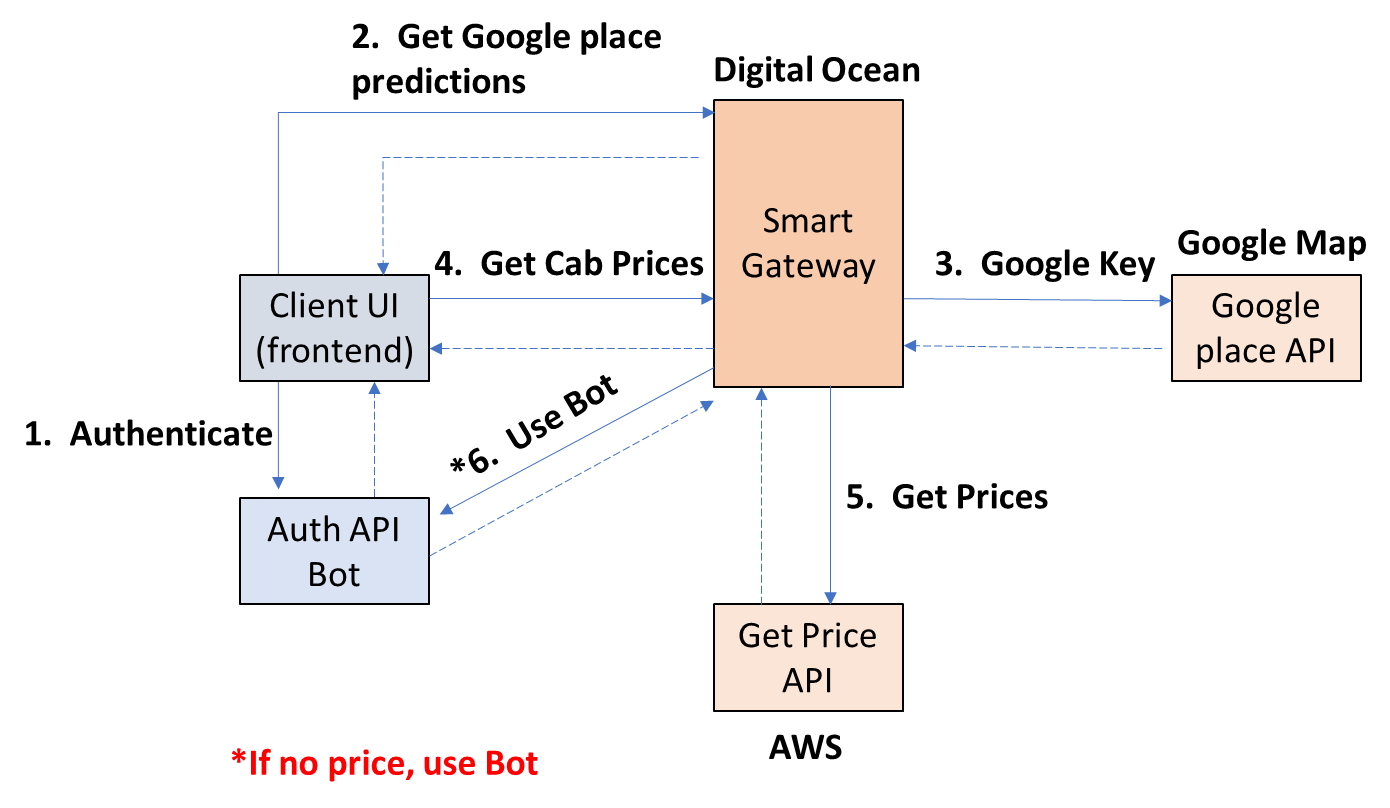 2.  Get Google place
predictions
Digital Ocean
Smart
Gateway
Google Map
4.  Get Cab Prices
3.  Google Key
Client UI
(frontend)
Google
place API
1.  Authenticate
*6.  Use Bot
5.  Get Prices
Auth API
Bot
Get Price
API
AWS
*If no price, use Bot